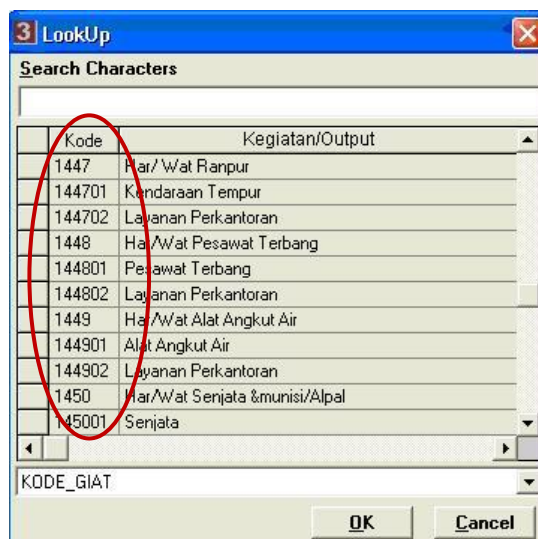 3 LookUp
Search Characters
Kode Kegiatan/Output
1447 Har/ Wat Ranpur
144701 Kendaraan Tempur
144702 Layanan Perkantoran
1448 Har/Wat Pesawat Terbang
144801 Pesawat Terbang
144802 Layanan Perkantoran
1449 Har/Wat Alat Angkut Air
144901 Alat Angkut Air
144902 Layanan Perkantoran
1450 Har/Wat Senjata &munisi/Alpal
145001 Senjata
KODE_GIAT
OK Cancel